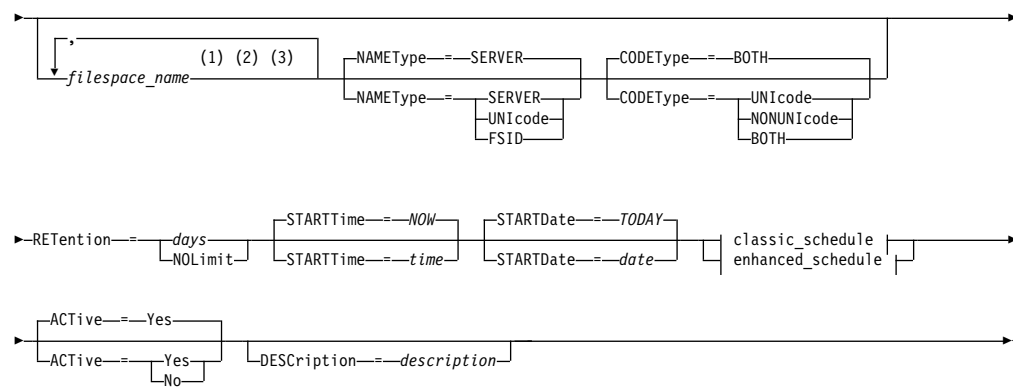 ,
(1) (2) (3)
filespace_name
NAMEType = SERVER
NAMEType = SERVER
UNIcode
FSID
CODEType = BOTH
CODEType = UNIcode
NONUNIcode
BOTH
RETention = days
NOLimit
STARTTime = NOW
STARTTime = time
STARTDate = TODAY
STARTDate = date
classic_schedule
enhanced_schedule
ACTive = Yes
ACTive = Yes
No
DESCription = description